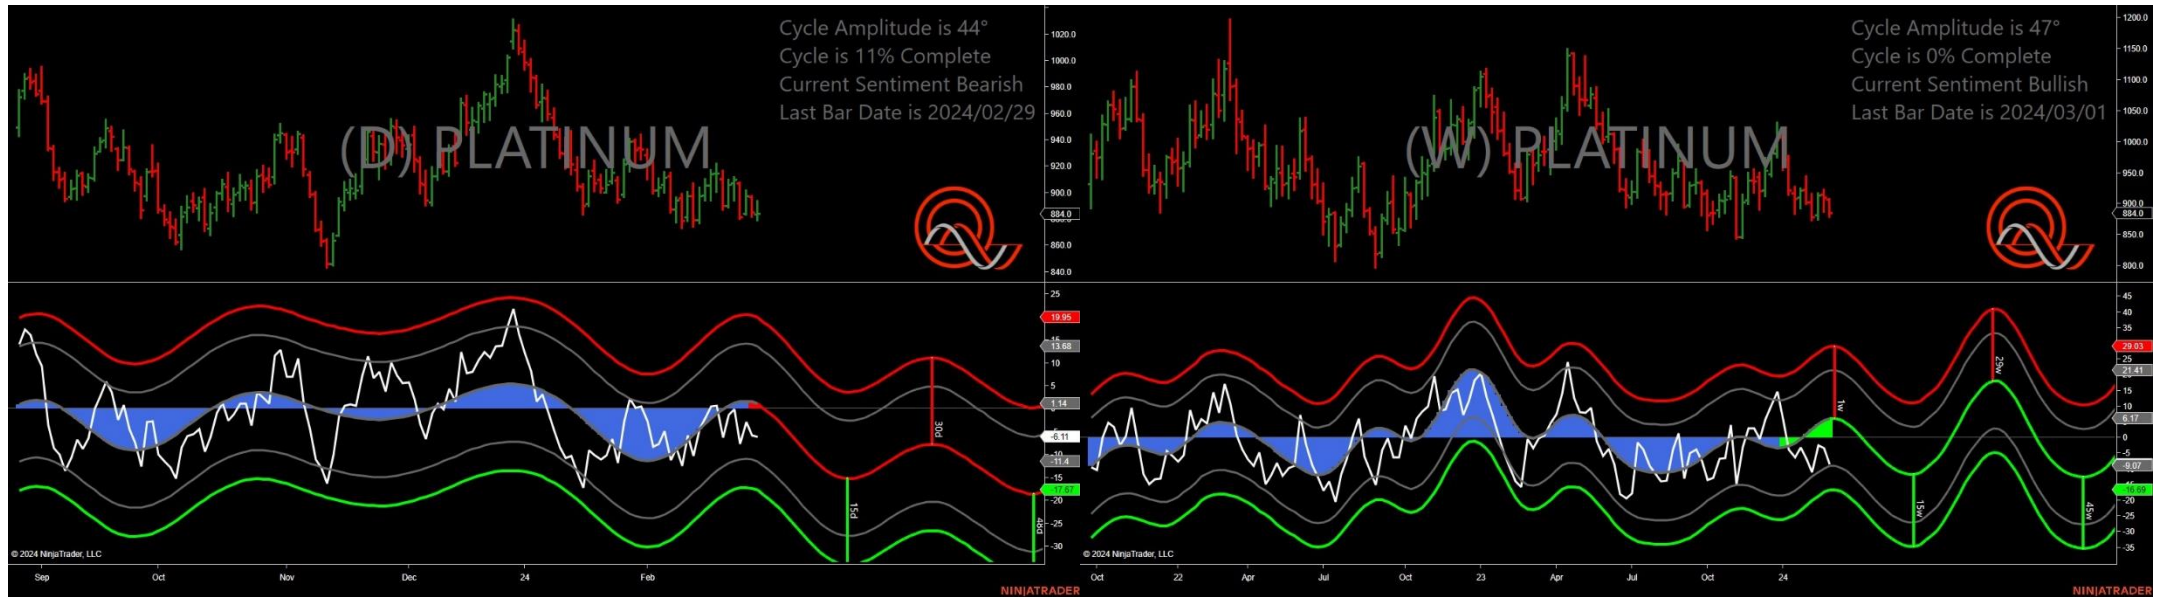 Cycle Amplitude is 44°
Cycle is 11% Complete
Current Sentiment Bearish
Last Bar Date is 2024/02/29
(D) PLATINUM
1020.0
1000.0
980.0
960.0
940.0
920.0
900.0
884.0
860.0
840.0
25
19.95
13.68
10
5
1.14
-6.11
-11.4
-15
-17.67
-20
-25
-30
15d
30d
46d
© 2024 NinjaTrader, LLC
Sep
Oct
Nov
Dec
24
Feb
NINJATRADER
Cycle Amplitude is 47°
Cycle is 0% Complete
Current Sentiment Bullish
Last Bar Date is 2024/03/01
(W) PLATINUM
1200.0
1150.0
1100.0
1050.0
1000.0
950.0
900.0
884.0
850.0
800.0
45
40
35
29.03
25
21.41
15
10
6.17
0
-5
-9.07
-16.69
-20
-25
-30
-35
1w
15w
29w
45w
© 2024 NinjaTrader, LLC
Oct
22
Apr
Jul
Oct
23
Apr
Jul
Oct
24
NINJATRADER